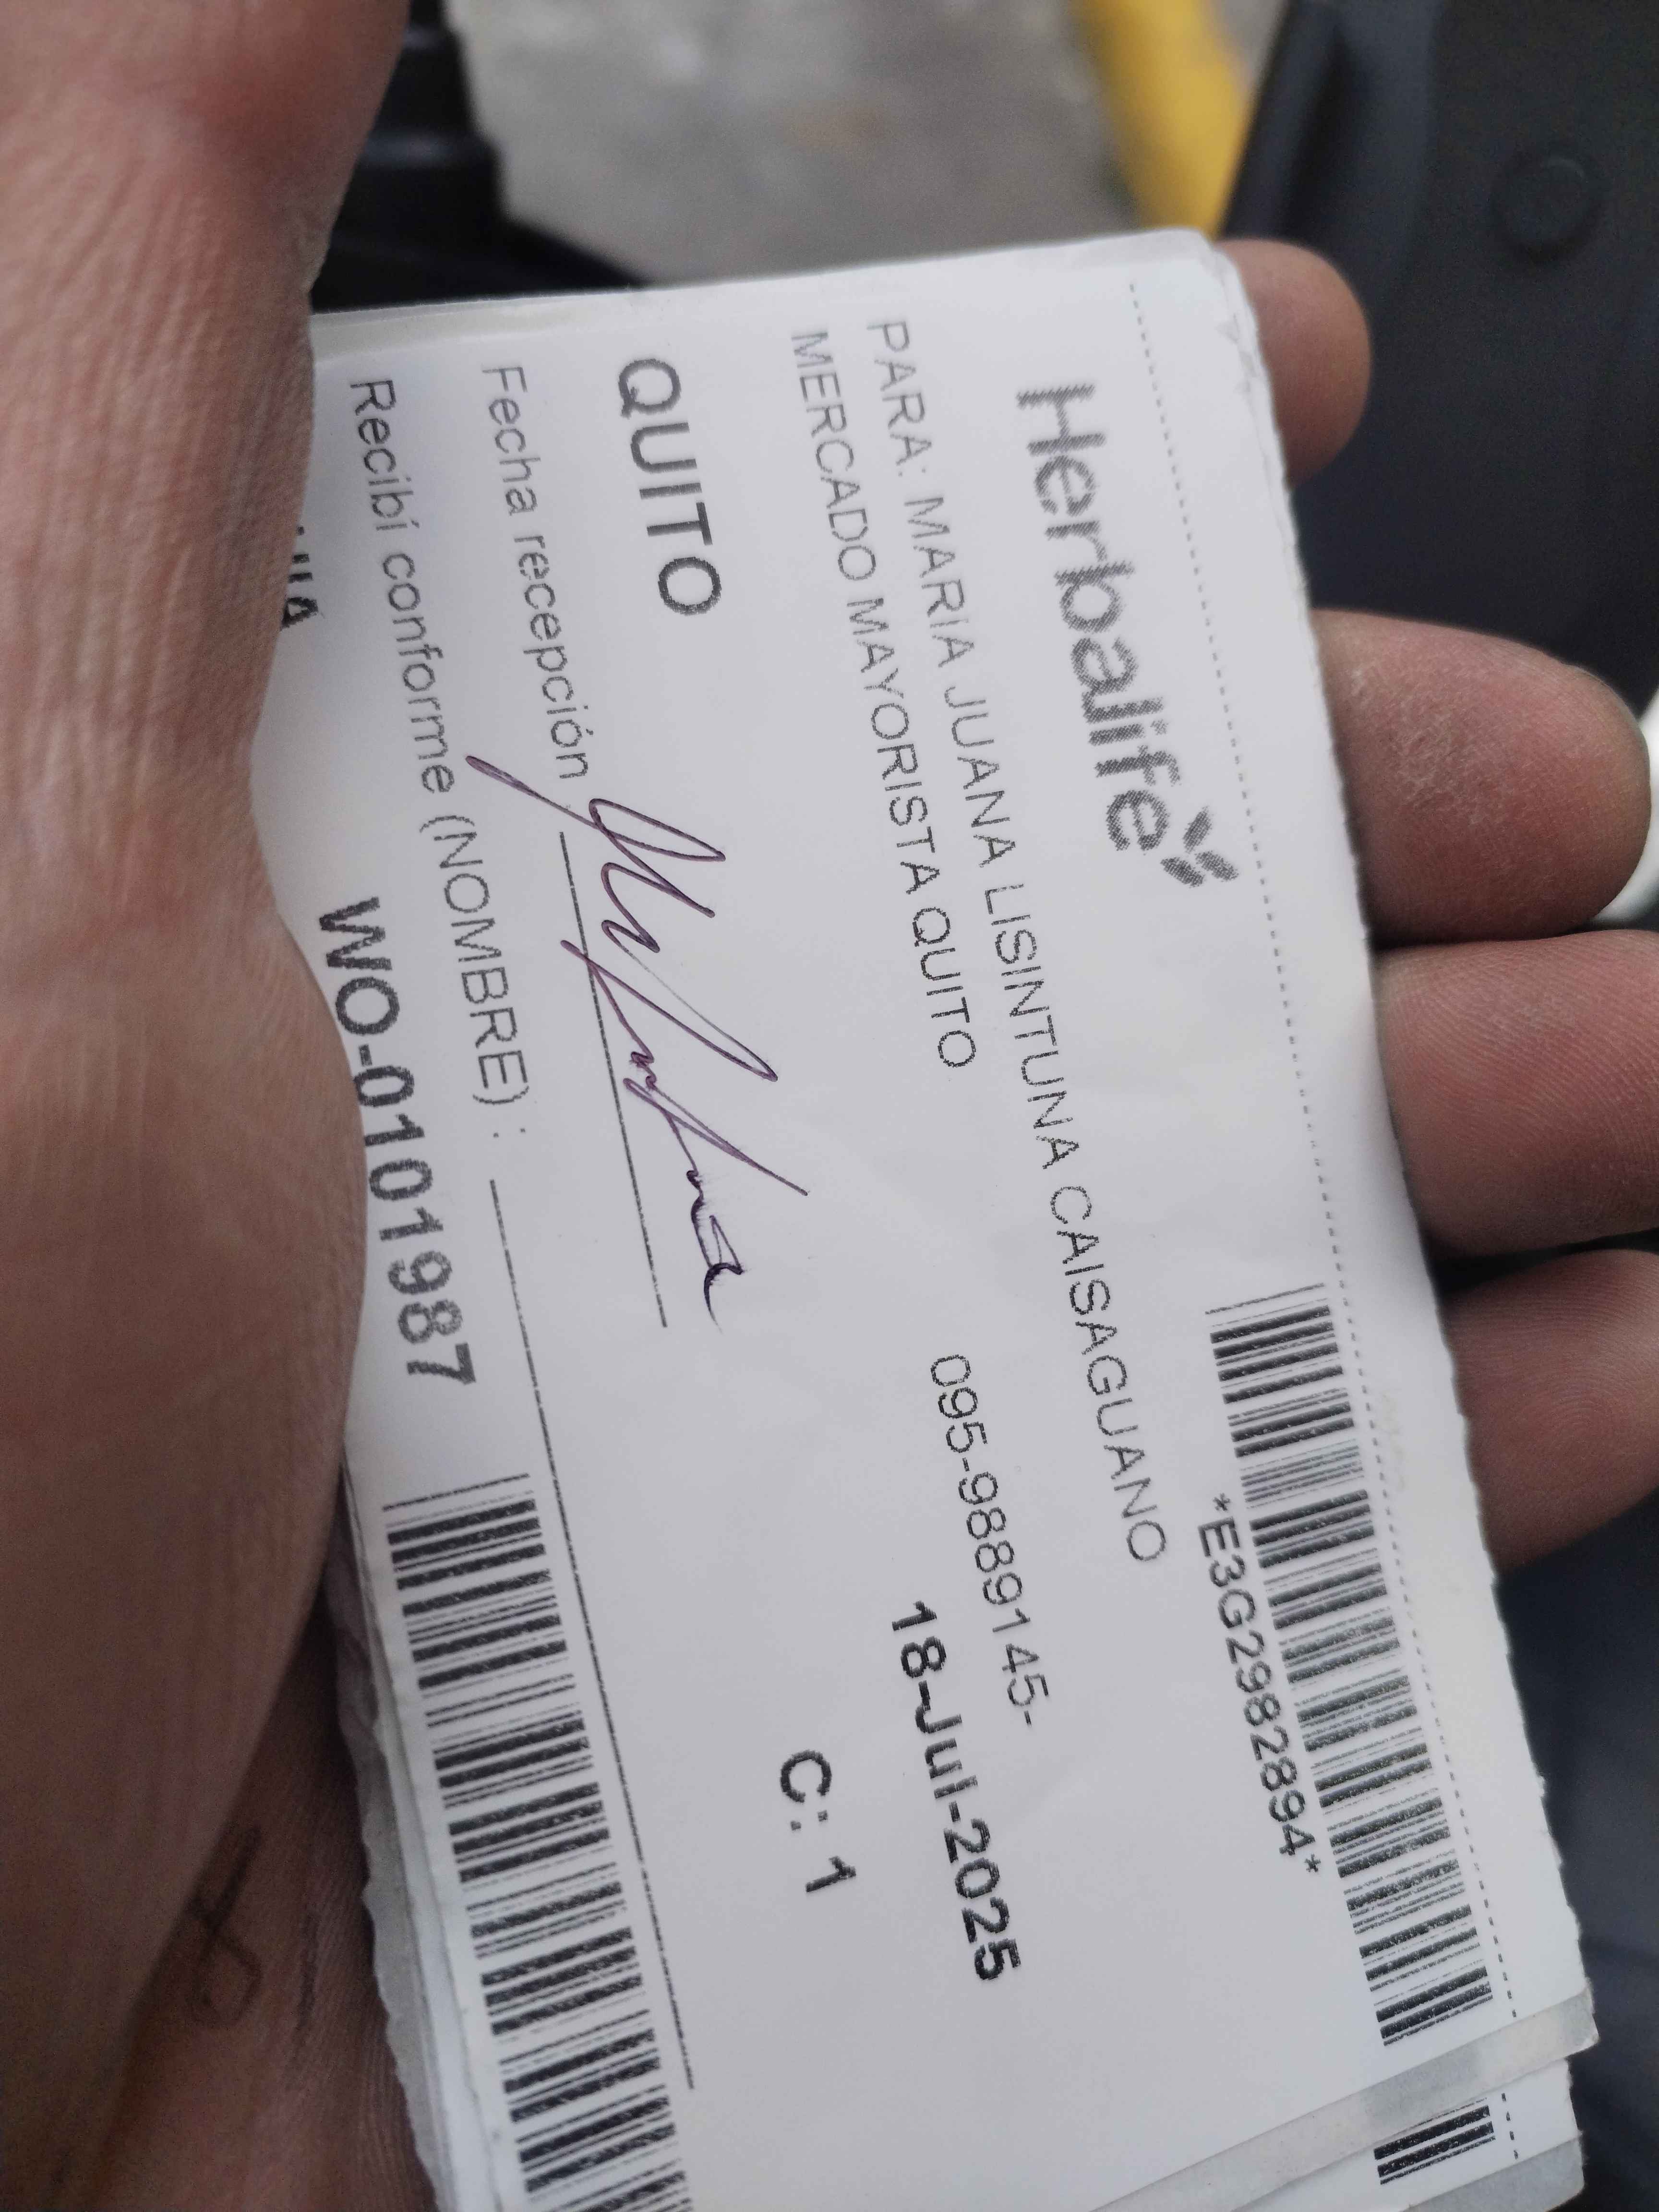 Herbalife
*E3G2982894*
PARA: MARIA JUANA LISINTUNA CAISAGUANO
MERCADO MAYORISTA QUITO
095-9889145-
18-Jul-2025
QUITO
C: 1
Fecha recepción
Recibí conforme (NOMBRE) :
WO-0101987